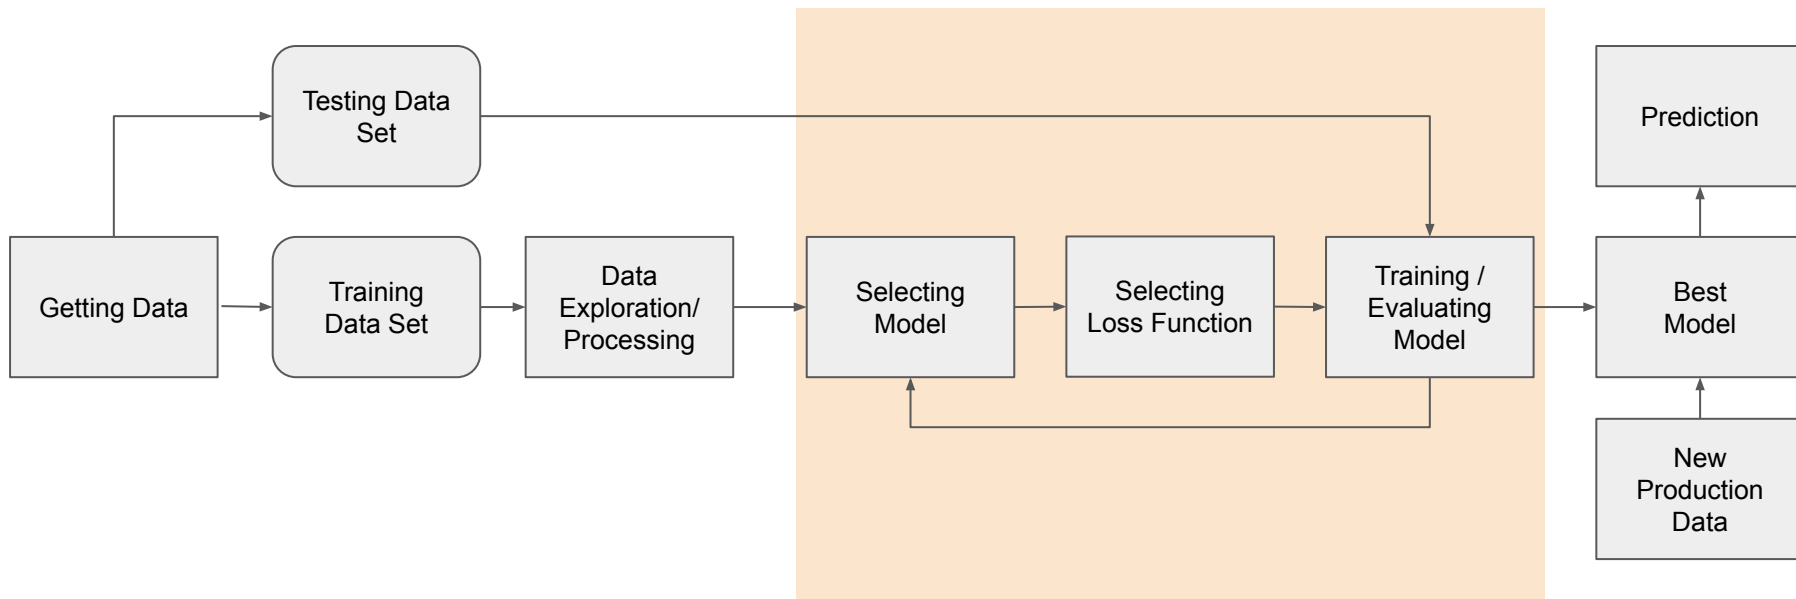 Testing Data
Set
Prediction
Getting Data
Training
Data Set
Data
Exploration/
Processing
Selecting
Model
Selecting
Loss Function
Training /
Evaluating
Model
Best
Model
New
Production
Data